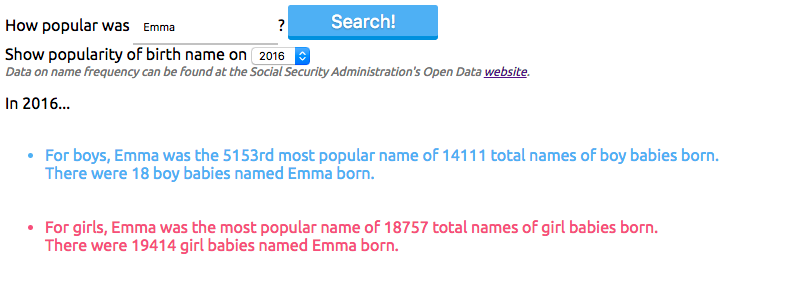 How popular was Emma ? Search!
Show popularity of birth name on 2016
Data on name frequency can be found at the Social Security Administration's Open Data website.
In 2016...
• For boys, Emma was the 5153rd most popular name of 14111 total names of boy babies born.
There were 18 boy babies named Emma born.
• For girls, Emma was the most popular name of 18757 total names of girl babies born.
There were 19414 girl babies named Emma born.